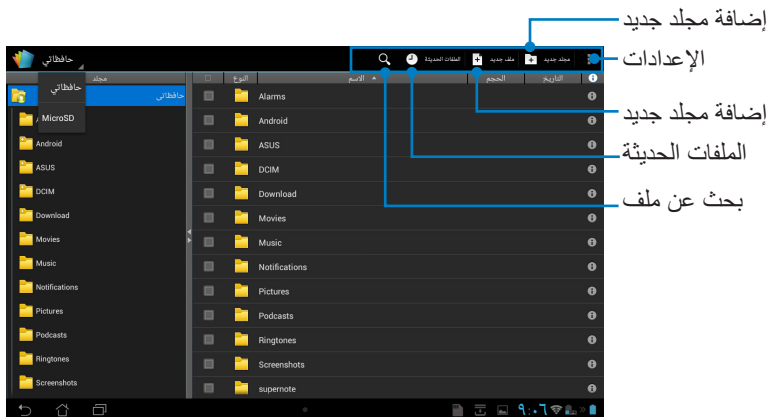 إضافة مجلد جديد
الإعدادات
إضافة مجلد جديد
الملفات الحديثة
بحث عن ملف
حافظاتي
الملفات الحديثة
ملف جديد
مجلد جديد
مجلد
النوع
الاسم
الحجم
التاريخ
حافظاتي
حافظاتي
MicroSD
Android
ASUS
DCIM
Download
Movies
Music
Notifications
Pictures
Podcasts
Ringtones
Screenshots
Alarms
Android
ASUS
DCIM
Download
Movies
Music
Notifications
Pictures
Podcasts
Ringtones
Screenshots
supernote
٩:٠٦